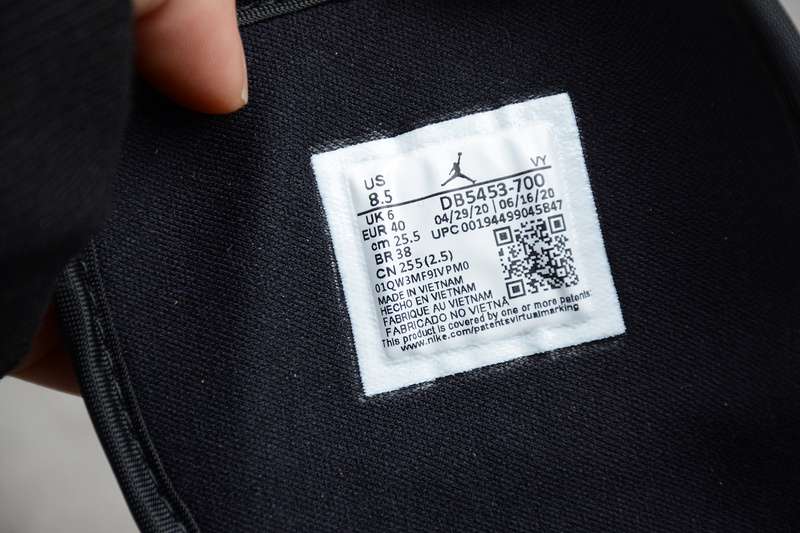 US
8.5
VY
DB5453-700
UK 6
04/29/20 | 06/16/20
EUR 40
UPC 00194499045847
cm 25.5
BR 38
CN 255 (2.5)
01QW3MF9IVPM0
MADE IN VIETNAM
HECHO EN VIETNAM
FABRIQUE AU VIETNAM
FABRICADO NO VIETNA
This product is covered by one or more patents:
www.nike.com/patentsvirtualmarking